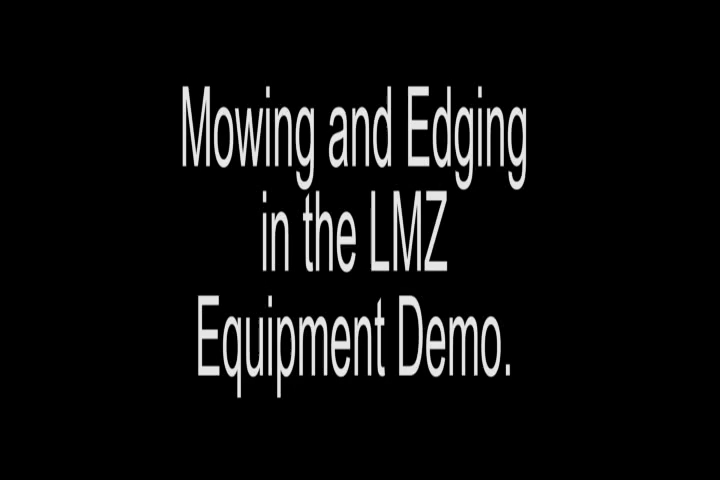 Mowing and Edging
in the LMZ
Equipment Demo.